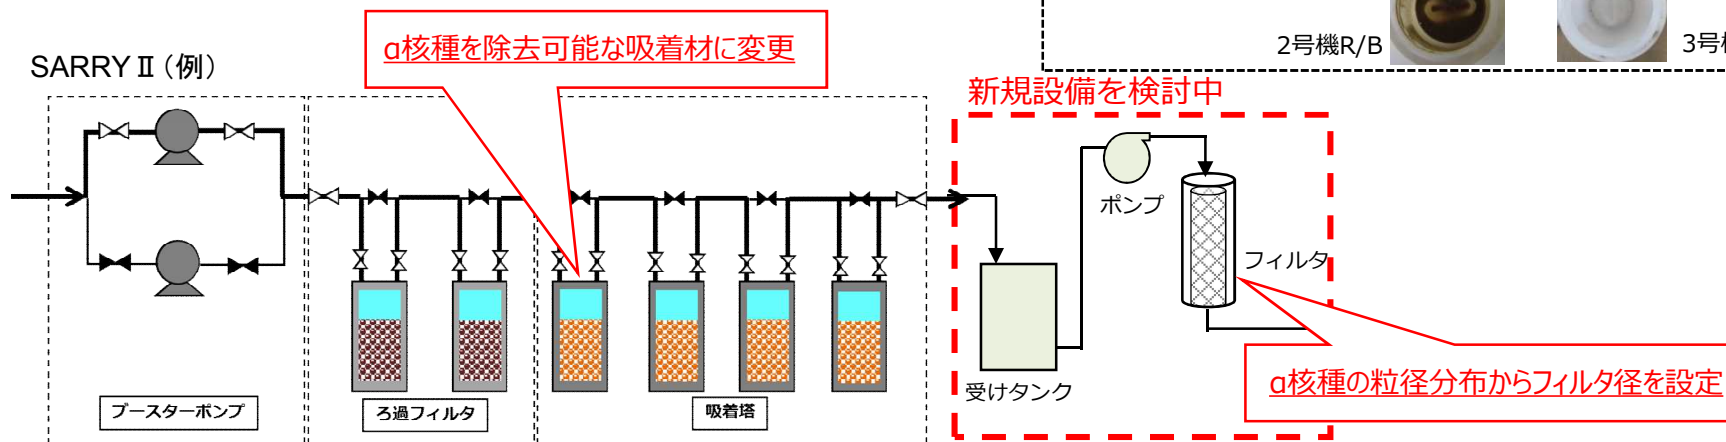 2号機R/B
3号
α核種を除去可能な吸着材に変更
SARRYⅡ（例）
新規設備を検討中
ポンプ
フィルタ
受けタンク
α核種の粒径分布からフィルタ径を設定
ブースターポンプ
ろ過フィルタ
吸着塔